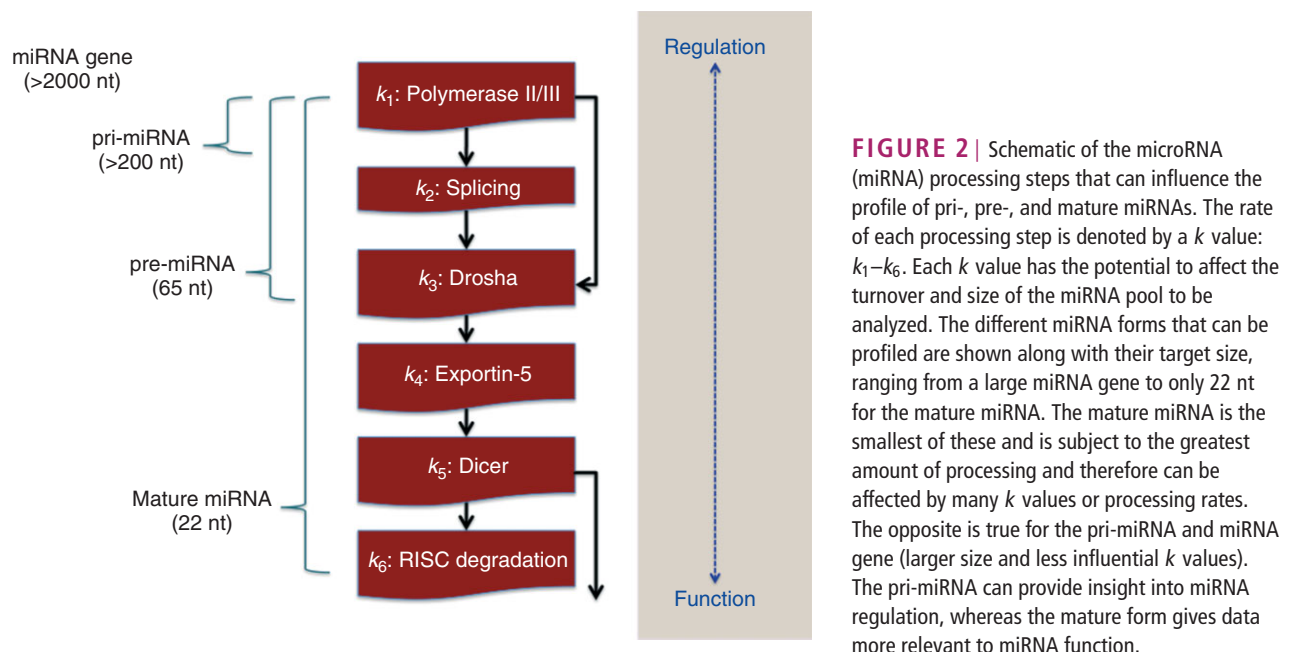 miRNA gene
(>2000 nt)
pri-miRNA
(>200 nt)
pre-miRNA
(65 nt)
Mature miRNA
(22 nt)
k₁: Polymerase II/III
k₂: Splicing
k₃: Drosha
k₄: Exportin-5
k₅: Dicer
k₆: RISC degradation
Regulation
Function
FIGURE 2 | Schematic of the microRNA
(miRNA) processing steps that can influence the
profile of pri-, pre-, and mature miRNAs. The rate
of each processing step is denoted by a k value:
k₁–k₆. Each k value has the potential to affect the
turnover and size of the miRNA pool to be
analyzed. The different miRNA forms that can be
profiled are shown along with their target size,
ranging from a large miRNA gene to only 22 nt
for the mature miRNA. The mature miRNA is the
smallest of these and is subject to the greatest
amount of processing and therefore can be
affected by many k values or processing rates.
The opposite is true for the pri-miRNA and miRNA
gene (larger size and less influential k values).
The pri-miRNA can provide insight into miRNA
regulation, whereas the mature form gives data
more relevant to miRNA function.